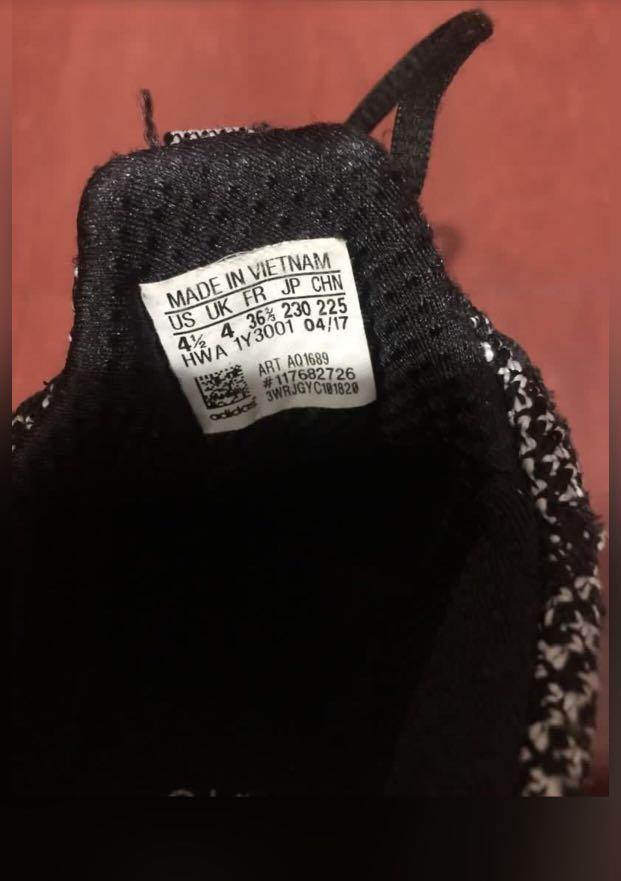 MADE IN VIETNAM
US UK FR JP CHN
4½ 4 36⅔ 230 225
HWA 1Y3001 04/17
ART AQ1689
#117682726
3WRJGYC101820
adidas